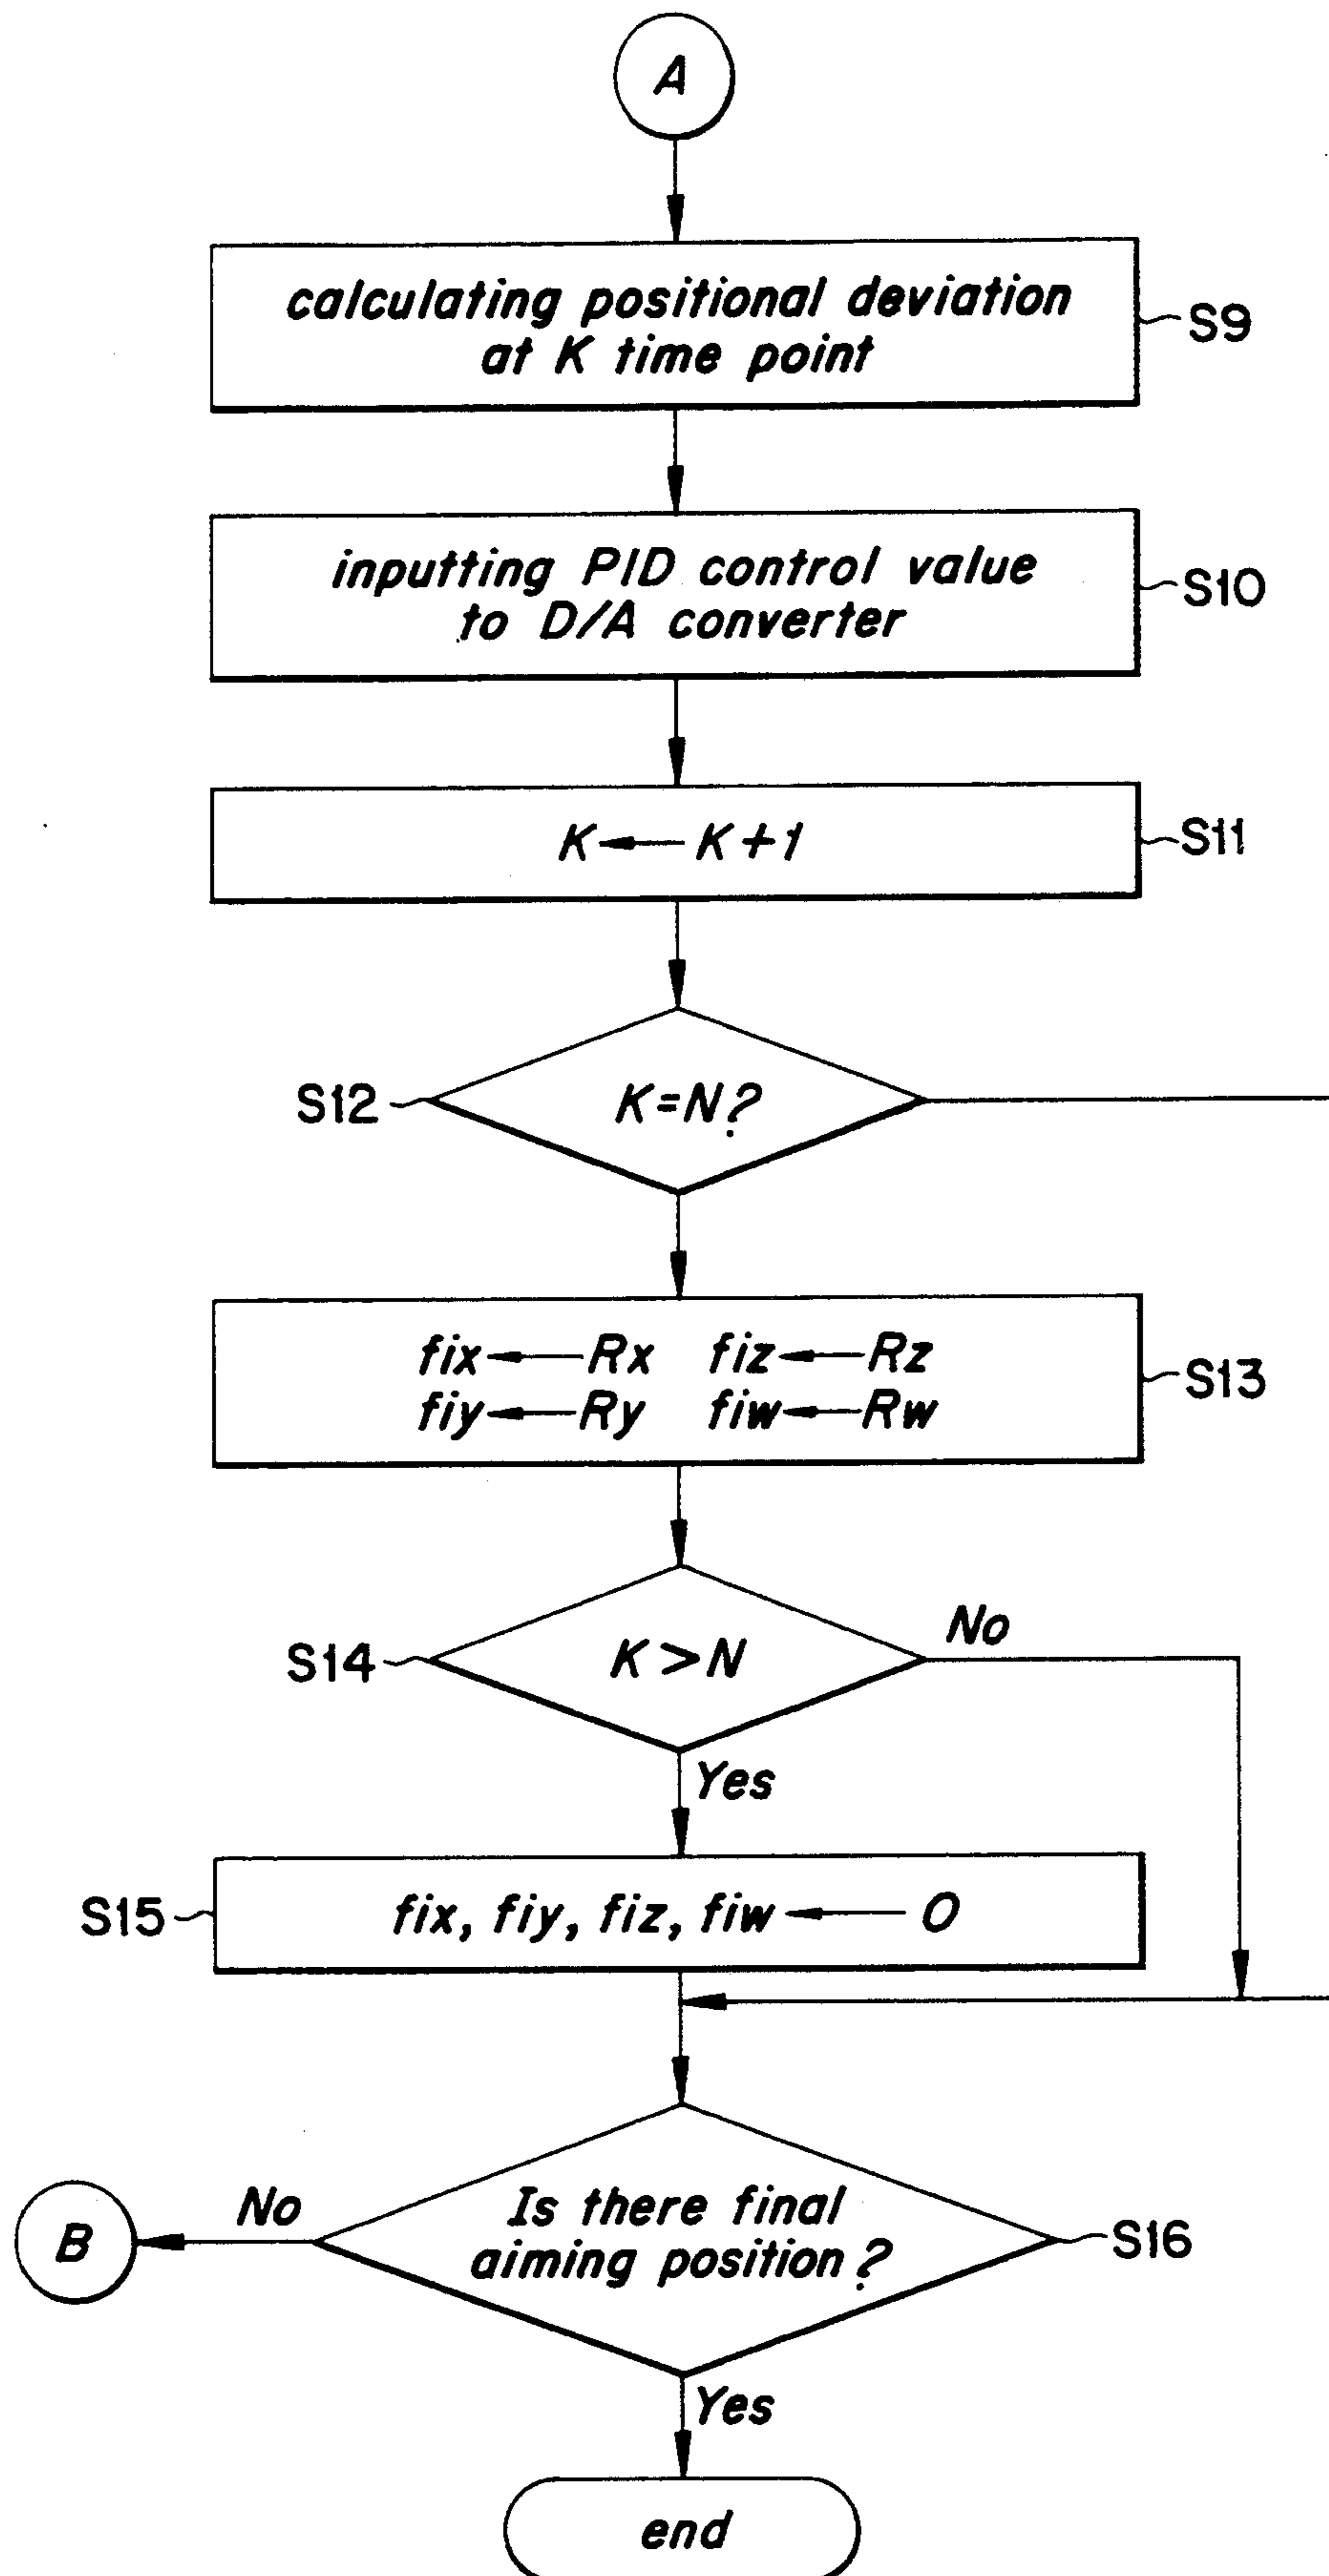 A
calculating positional deviation
at K time point
S9
inputting PID control value
to D/A converter
S10
K ← K+1
S11
S12
K=N?
fix ← Rx fiz ← Rz
fiy ← Ry fiw ← Rw
S13
S14
K > N
No
Yes
S15
fix, fiy, fiz, fiw ← 0
Is there final
aiming position?
S16
No
B
Yes
end